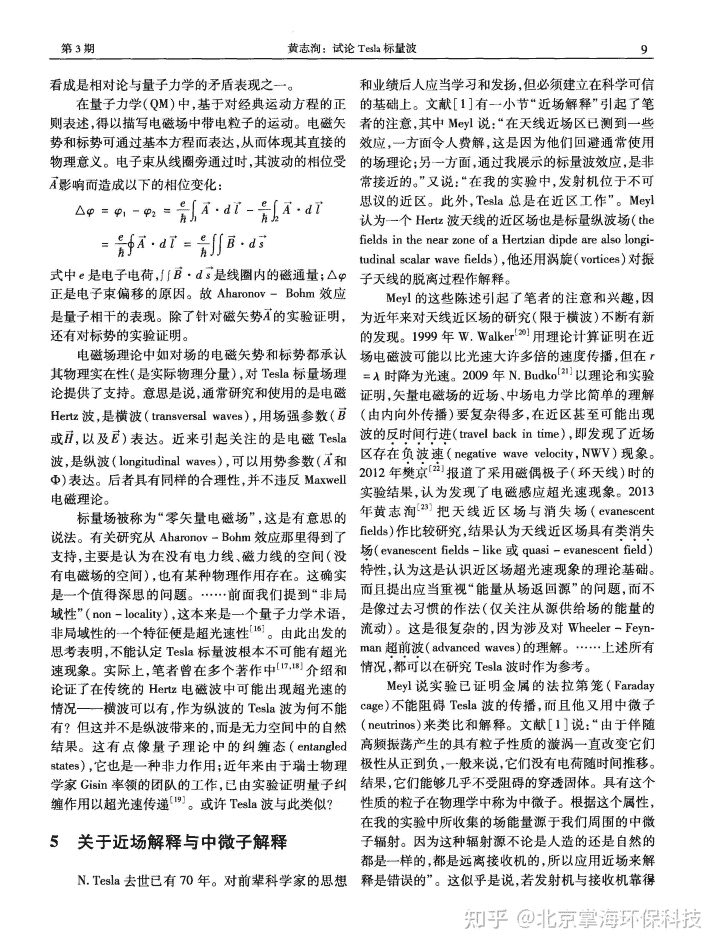 第 3 期
黄志洵:试论 Tesla 标量波
9
看成是相对论与量子力学的矛盾表现之一。
在量子力学(QM)中,基于对经典运动方程的正
则表述,得以描写电磁场中带电粒子的运动。电磁矢
势和标势可通过基本方程而表达,从而体现其直接的
物理意义。电子束从线圈旁通过时,其波动的相位受
A⃗影响而造成以下的相位变化:
△φ = φ₁ - φ₂ = e/ħ ∫₁ A⃗ · d l⃗ - e/ħ ∫₂ A⃗ · d l⃗
= e/ħ ∮ A⃗ · d l⃗ = e/ħ ∬ B⃗ · d s⃗
式中 e 是电子电荷,∬ B⃗ · d s⃗是线圈内的磁通量;△φ
正是电子束偏移的原因。故 Aharonov - Bohm 效应
是量子相干的表现。除了针对磁矢势A⃗的实验证明,
还有对标势的实验证明。
电磁场理论中如对场的电磁矢势和标势都承认
其物理实在性(是实际物理分量),对 Tesla 标量场理
论提供了支持。意思是说,通常研究和使用的是电磁
Hertz 波,是横波(transversal waves),用场强参数(B⃗
或H⃗,以及E⃗)表达。近来引起关注的是电磁 Tesla
波,是纵波(longitudinal waves),可以用势参数(A⃗和
Φ)表达。后者具有同样的合理性,并不违反 Maxwell
电磁理论。
标量场被称为“零矢量电磁场”,这是有意思的
说法。有关研究从 Aharonov - Bohm 效应那里得到了
支持,主要是认为在没有电力线、磁力线的空间(没
有电磁场的空间),也有某种物理作用存在。这确实
是一个值得深思的问题。……前面我们提到“非局
域性”(non - locality),这本来是一个量子力学术语,
非局域性的一个特征便是超光速性[16]。由此出发的
思考表明,不能认定 Tesla 标量波根本不可能有超光
速现象。实际上,笔者曾在多个著作中[17,18]介绍和
论证了在传统的 Hertz 电磁波中可能出现超光速的
情况——横波可以有,作为纵波的 Tesla 波为何不能
有?但这并不是纵波带来的,而是无力空间中的自然
结果。这有点像量子理论中的纠缠态(entangled
states),它也是一种非力作用;近年来由于瑞士物理
学家 Gisin 率领的团队的工作,已由实验证明量子纠
缠作用以超光速传递[19]。或许 Tesla 波与此类似?
5 关于近场解释与中微子解释
N. Tesla 去世已有 70 年。对前辈科学家的思想
和业绩后人应当学习和发扬,但必须建立在科学可信
的基础上。文献[1]有一小节“近场解释”引起了笔
者的注意,其中 Meyl 说:“在天线近场区已测到一些
效应,一方面令人费解,这是因为他们回避通常使用
的场理论;另一方面,通过我展示的标量波效应,是非
常接近的。”又说:“在我的实验中,发射机位于不可
思议的近区。此外,Tesla 总是在近区工作”。Meyl
认为一个 Hertz 波天线的近区场也是标量纵波场(the
fields in the near zone of a Hertzian dipde are also longi-
tudinal scalar wave fields),他还用涡旋(vortices)对振
子天线的脱离过程作解释。
Meyl 的这些陈述引起了笔者的注意和兴趣,因
为近年来对天线近区场的研究(限于横波)不断有新
的发现。1999 年 W. Walker[20]用理论计算证明在近
场电磁波可能以比光速大许多倍的速度传播,但在 r
= λ 时降为光速。2009 年 N. Budko[21]以理论和实验
证明,矢量电磁场的近场、中场电力学比简单的理解
(由内向外传播)要复杂得多,在近区甚至可能出现
波的反时间行进(travel back in time),即发现了近场
区存在负波速(negative wave velocity,NWV)现象。
2012 年樊京[22]报道了采用磁偶极子(环天线)时的
实验结果,认为发现了电磁感应超光速现象。2013
年黄志洵[23]把天线近区场与消失场(evanescent
fields)作比较研究,结果认为天线近区场具有类消失
场(evanescent fields - like 或 quasi - evanescent field)
特性,认为这是认识近区场超光速现象的理论基础。
而且提出应当重视“能量从场返回源”的问题,而不
是像过去习惯的作法(仅关注从源供给场的能量的
流动)。这是很复杂的,因为涉及对 Wheeler - Feyn-
man 超前波(advanced waves)的理解。……上述所有
情况,都可以在研究 Tesla 波时作为参考。
Meyl 说实验已证明金属的法拉第笼(Faraday
cage)不能阻碍 Tesla 波的传播,而且他又用中微子
(neutrinos)来类比和解释。文献[1]说:“由于伴随
高频振荡产生的具有粒子性质的漩涡一直改变它们
极性从正到负,一般来说,它们没有电荷随时间推移。
结果,它们能够几乎不受阻碍的穿透固体。具有这个
性质的粒子在物理学中称为中微子。根据这个属性,
在我的实验中所收集的场能量源于我们周围的中微
子辐射。因为这种辐射源不论是人造的还是自然的
都是一样的,都是远离接收机的,所以应用近场来解
释是错误的”。这似乎是说,若发射机与接收机靠得
知乎 @北京掌海环保科技